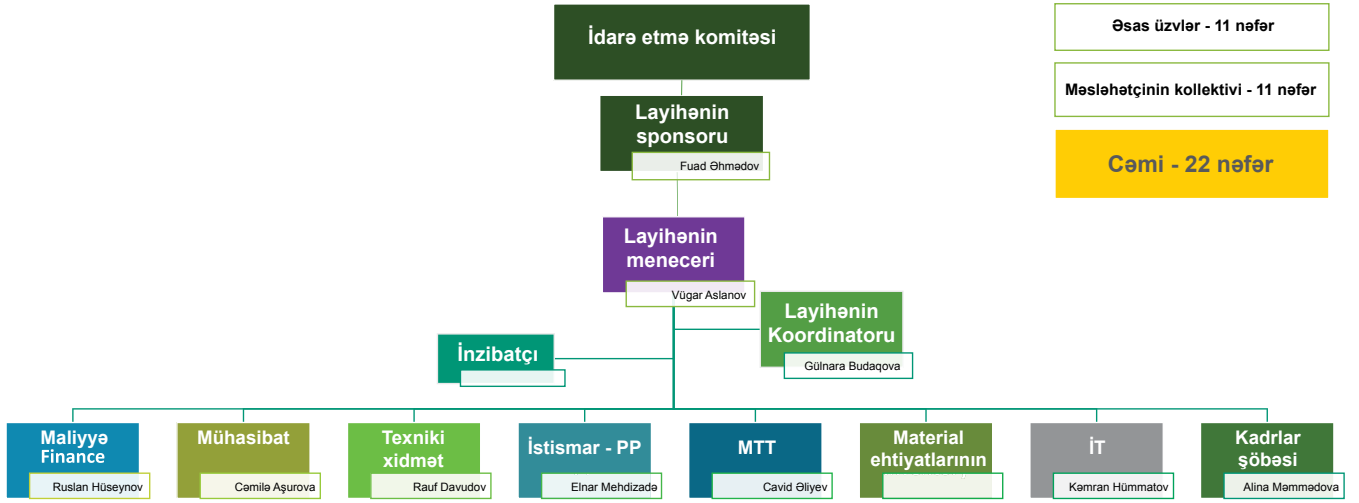 İdarə etmə komitəsi
Əsas üzvlər - 11 nəfər
Məsləhətçinin kollektivi - 11 nəfər
Cəmi - 22 nəfər
Layihənin
sponsoru
Fuad Əhmədov
Layihənin
meneceri
Vügar Aslanov
Layihənin
Koordinatoru
Gülnara Budaqova
İnzibatçı
Maliyyə
Finance
Ruslan Hüseynov
Mühasibat
Cəmilə Aşurova
Texniki
xidmət
Rauf Davudov
İstismar - PP
Elnar Mehdizadə
MTT
Cavid Əliyev
Material
ehtiyatlarının
İT
Kəmran Hümmatov
Kadrlar
şöbəsi
Alina Məmmədova